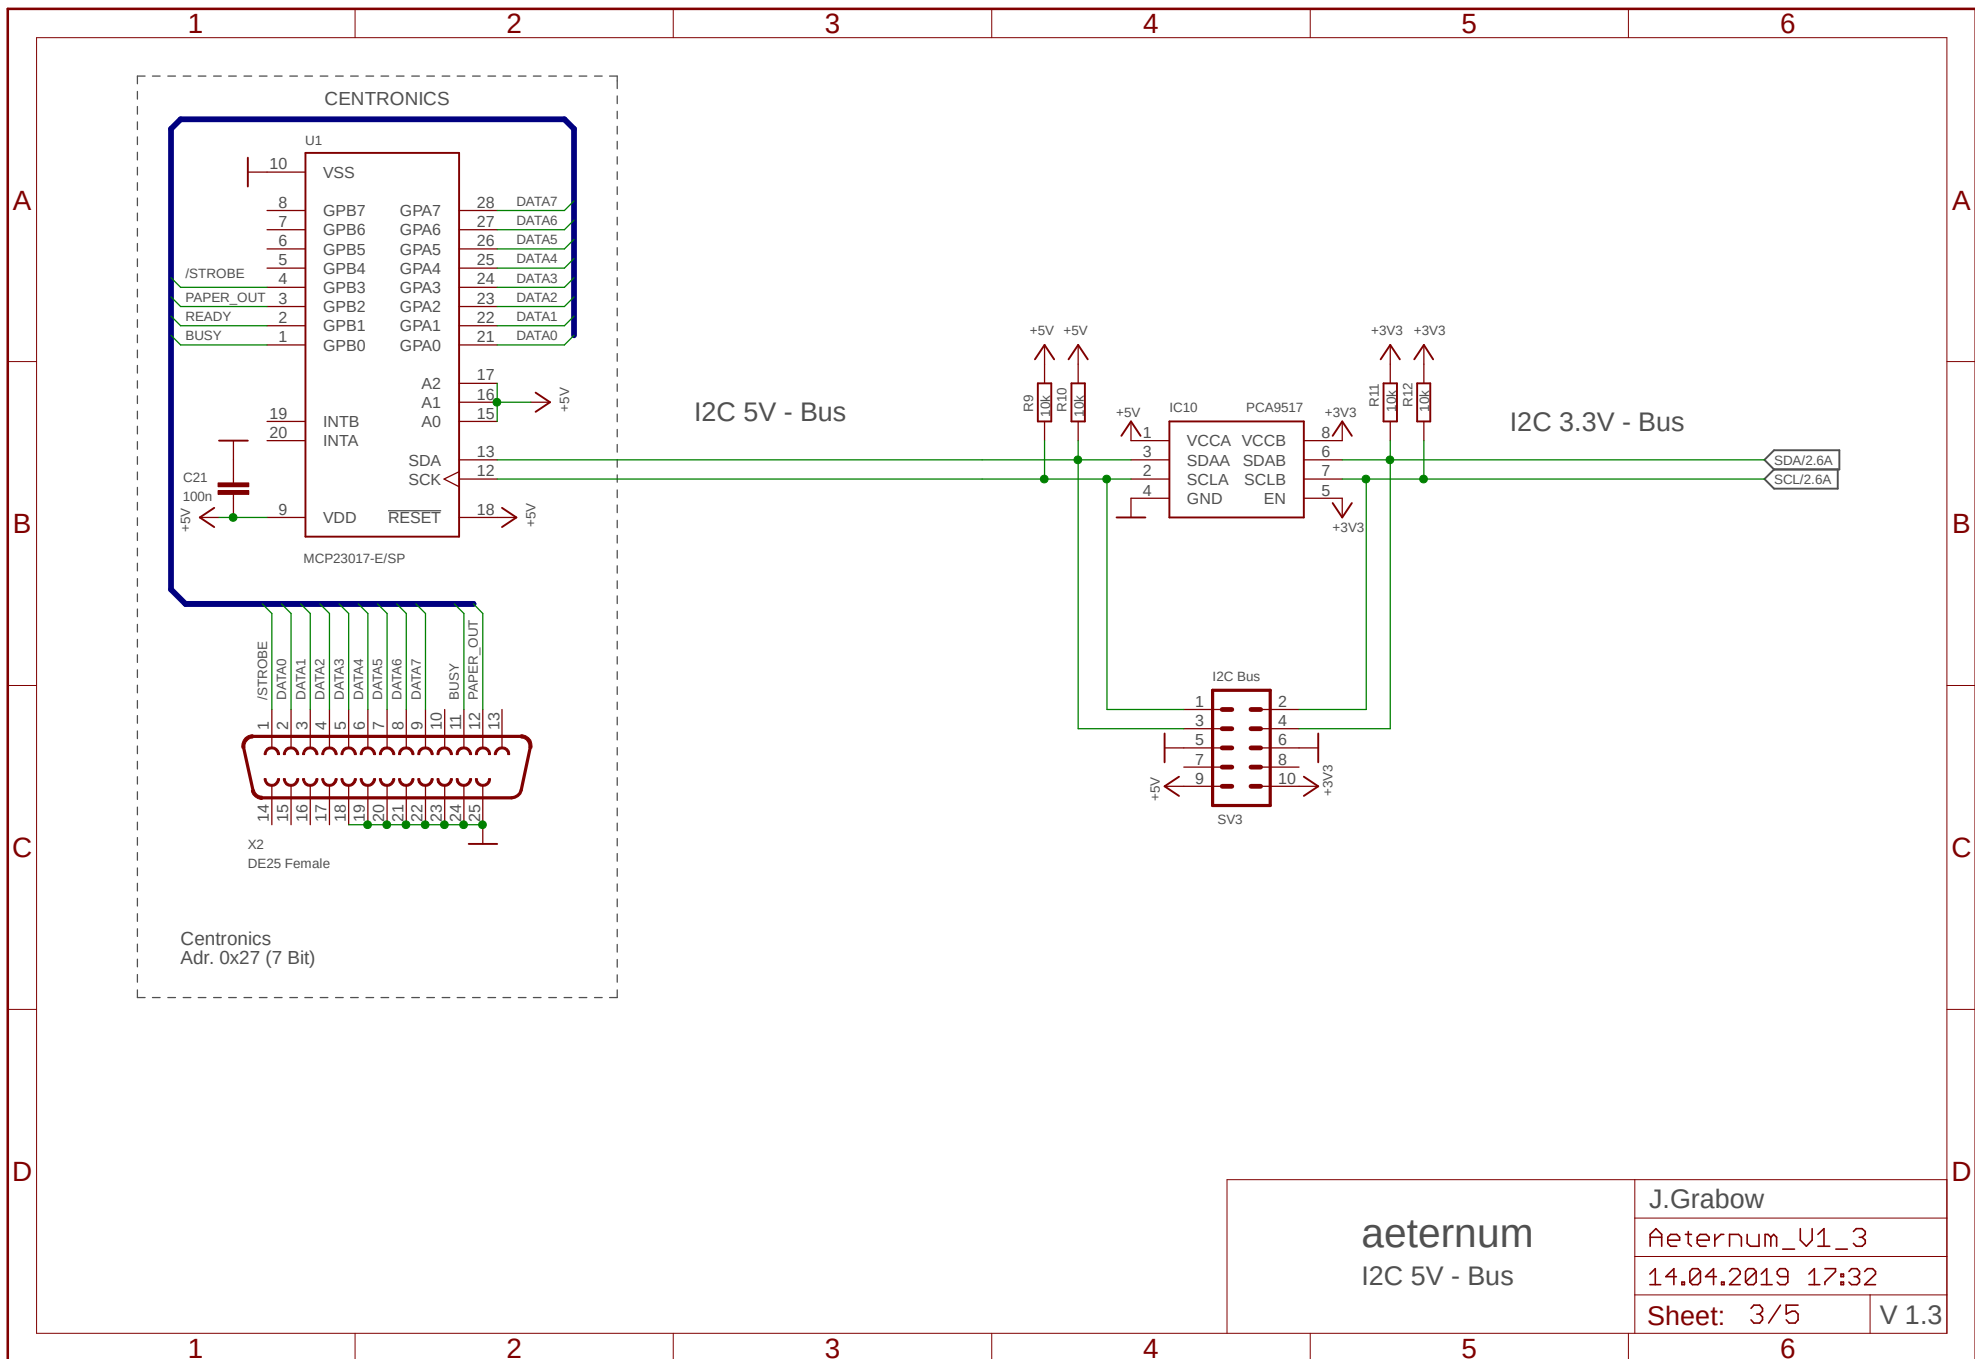 1 2 3 4 5 6
A A
B B
C C
D D
CENTRONICS
U1
10 VSS
8 GPB7 GPA7 28 DATA7
7 GPB6 GPA6 27 DATA6
6 GPB5 GPA5 26 DATA5
5 GPB4 GPA4 25 DATA4
/STROBE 4 GPB3 GPA3 24 DATA3
PAPER_OUT 3 GPB2 GPA2 23 DATA2
READY 2 GPB1 GPA1 22 DATA1
BUSY 1 GPB0 GPA0 21 DATA0
A2 17
A1 16 +5V
A0 15
19 INTB
20 INTA
SDA 13
SCK 12
C21
100n
+5V 9 VDD RESET 18 +5V
MCP23017-E/SP
/STROBE DATA0 DATA1 DATA2 DATA3 DATA4 DATA5 DATA6 DATA7 BUSY PAPER_OUT
1 2 3 4 5 6 7 8 9 10 11 12 13
14 15 16 17 18 19 20 21 22 23 24 25
X2
DE25 Female
Centronics
Adr. 0x27 (7 Bit)
I2C 5V - Bus
+5V +5V
R9 10k R10 10k
+3V3 +3V3
R11 10k R12 10k
IC10 PCA9517
+5V 1 VCCA VCCB 8 +3V3
3 SDAA SDAB 6
2 SCLA SCLB 7
4 GND EN 5
+3V3
I2C 3.3V - Bus
SDA/2.6A
SCL/2.6A
I2C Bus
1 2
3 4
5 6
7 8
+5V 9 10 +3V3
SV3
aeternum
I2C 5V - Bus
J.Grabow
Aeternum_V1_3
14.04.2019 17:32
Sheet: 3/5 V 1.3
1 2 3 4 5 6